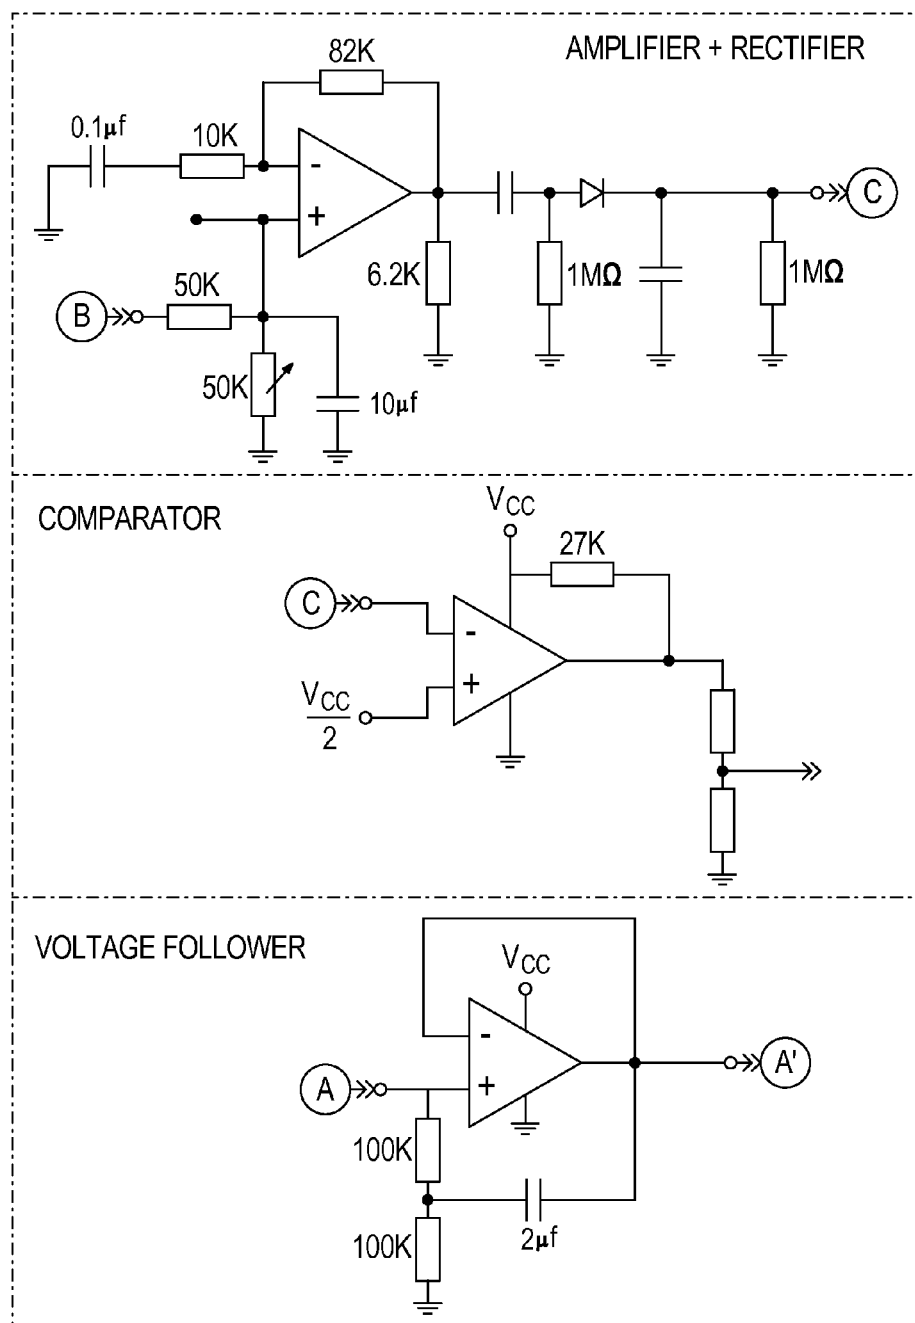 AMPLIFIER + RECTIFIER
82K
0.1µf
10K
-
+
C
6.2K
1MΩ
1MΩ
B
50K
50K
10µf
COMPARATOR
VCC
27K
C
-
+
VCC
2
VOLTAGE FOLLOWER
VCC
-
A'
A
+
100K
2µf
100K